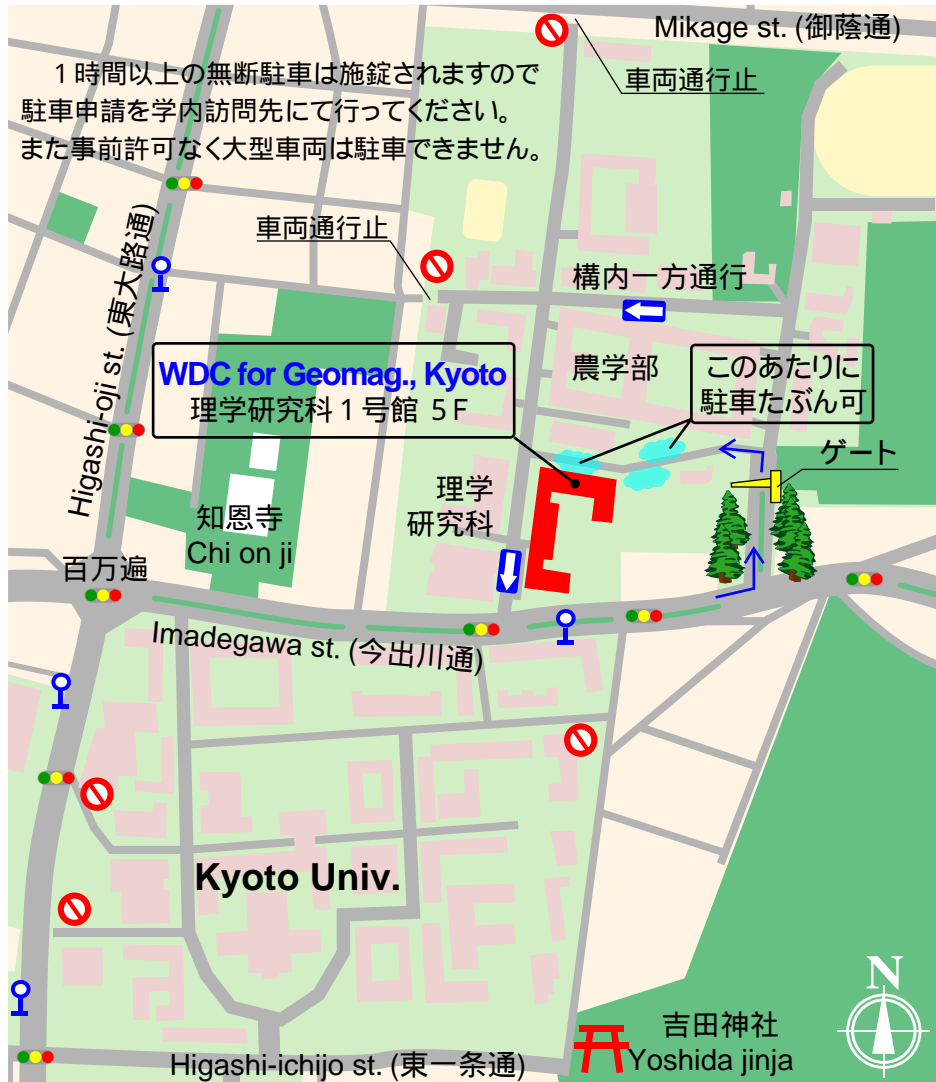 Mikage st. (御蔭通)
1時間以上の無断駐車は施錠されますので
駐車申請を学内訪問先にて行ってください。
また事前許可なく大型車両は駐車できません。
車両通行止
車両通行止
Higashi-oji st. (東大路通)
構内一方通行
WDC for Geomag., Kyoto
理学研究科1号館 5F
農学部
このあたりに
駐車たぶん可
ゲート
理学
研究科
知恩寺
Chi on ji
百万遍
Imadegawa st. (今出川通)
Kyoto Univ.
N
吉田神社
Yoshida jinja
Higashi-ichijo st. (東一条通)